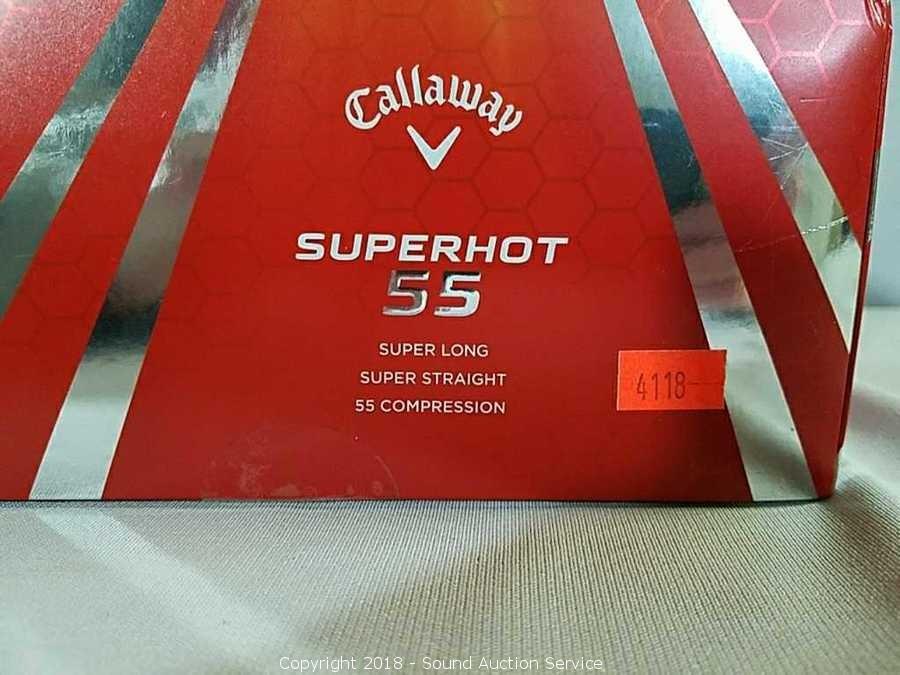 Callaway
SUPERHOT
55
SUPER LONG
SUPER STRAIGHT
55 COMPRESSION
4118
Copyright 2018 - Sound Auction Service